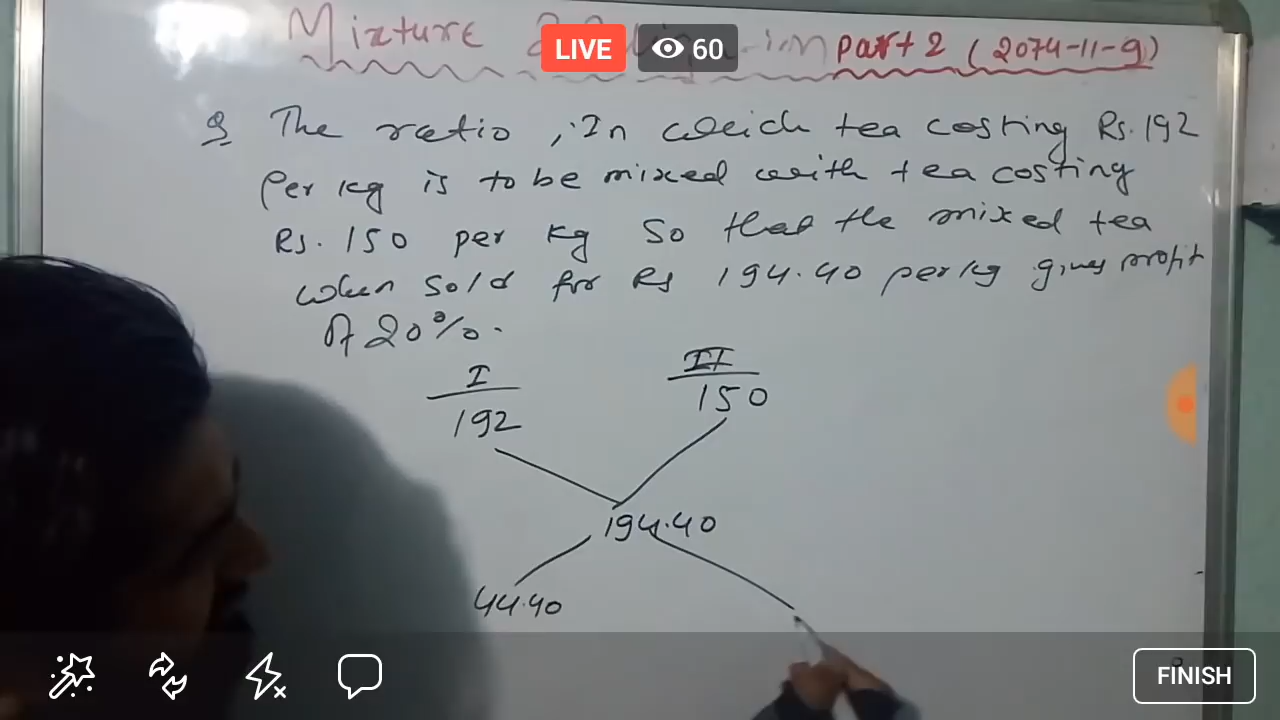 Mixture
LIVE 60
part 2 (2074-11-9)
Q The ratio, In which tea costing Rs. 192
Per kg is to be mixed with tea costing
Rs. 150 per kg so that the mixed tea
when sold for Rs 194.40 per kg gives profit
of 20%.
I II
192 150
194.40
44.40
FINISH